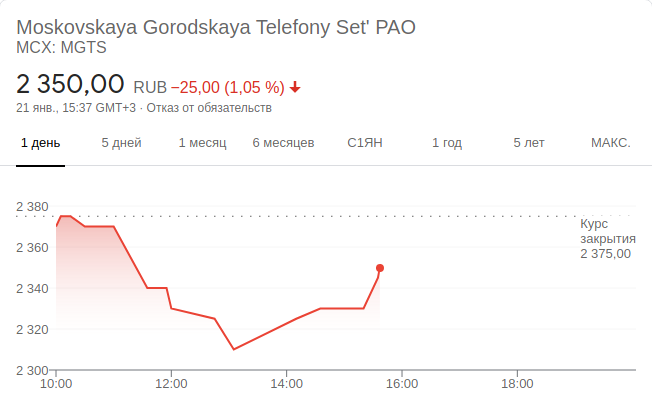 Moskovskaya Gorodskaya Telefony Set' PAO
MCX: MGTS
2 350,00 RUB −25,00 (1,05 %)
21 янв., 15:37 GMT+3 · Отказ от обязательств
1 день 5 дней 1 месяц 6 месяцев С1ЯН 1 год 5 лет МАКС.
2 380
Курс
закрытия
2 375,00
2 360
2 340
2 320
2 300
10:00 12:00 14:00 16:00 18:00